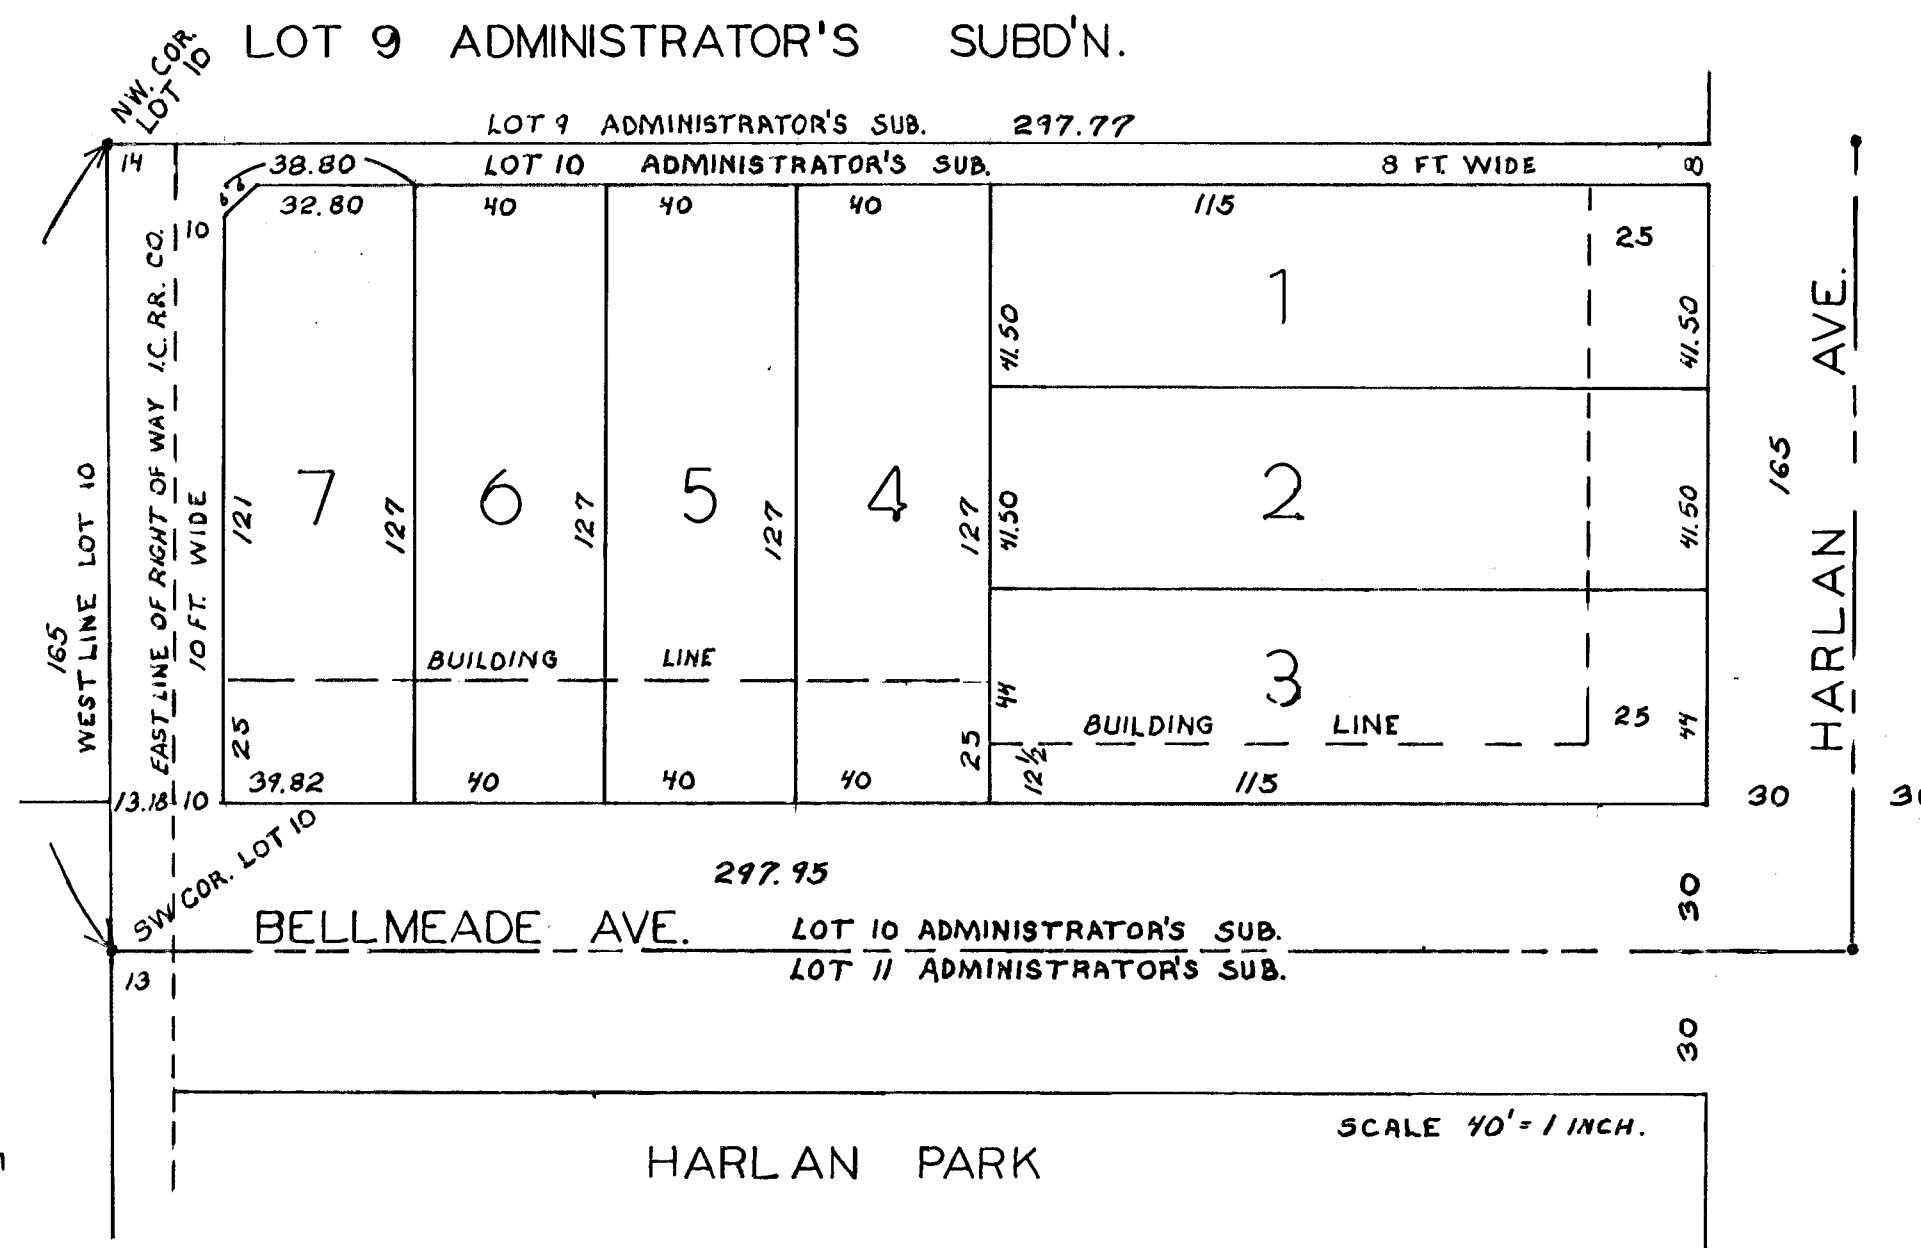 LOT 9 ADMINISTRATOR'S SUBD'N.
NW. COR.
LOT 10
LOT 9 ADMINISTRATOR'S SUB. 297.77
14
38.80
LOT 10 ADMINISTRATOR'S SUB.
8 FT. WIDE
8
6
6
32.80
40
40
40
115
10
25
1
41.50
41.50
HARLAN AVE.
165
WEST LINE LOT 10
165
EAST LINE OF RIGHT OF WAY I.C. RR. CO.
10 FT. WIDE
121
7
127
6
127
5
127
4
127
41.50
2
41.50
BUILDING LINE
44
3
BUILDING LINE
25
44
25
25
12 1/2
13.18
10
39.82
40
40
40
115
30
SW COR. LOT 10
297.95
30
BELLMEADE AVE.
LOT 10 ADMINISTRATOR'S SUB.
LOT 11 ADMINISTRATOR'S SUB.
13
30
SCALE 40' = 1 INCH.
HARLAN PARK